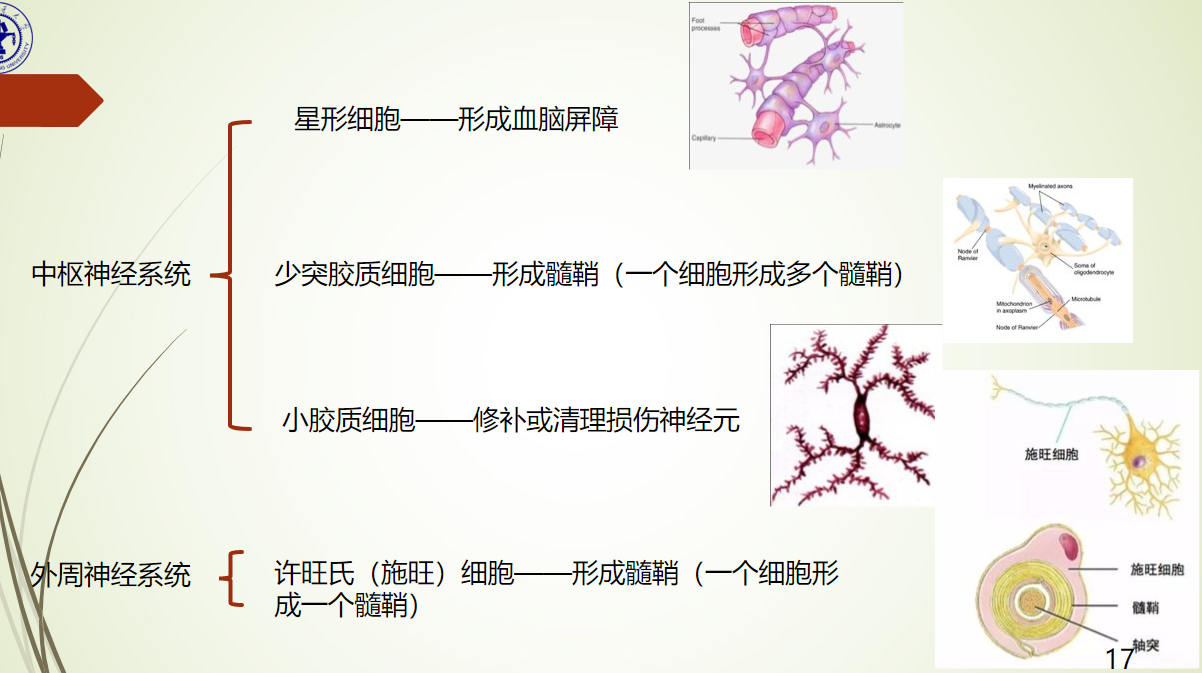 Foot
processes
Capillary
Astrocyte
星形细胞——形成血脑屏障
Myelinated axons
Node of
Ranvier
Soma of
oligodendrocyte
Mitochondrion
in axoplasm
Microtubule
Node of Ranvier
中枢神经系统
少突胶质细胞——形成髓鞘（一个细胞形成多个髓鞘）
小胶质细胞——修补或清理损伤神经元
施旺细胞
外周神经系统
许旺氏（施旺）细胞——形成髓鞘（一个细胞形
成一个髓鞘）
施旺细胞
髓鞘
轴突
17